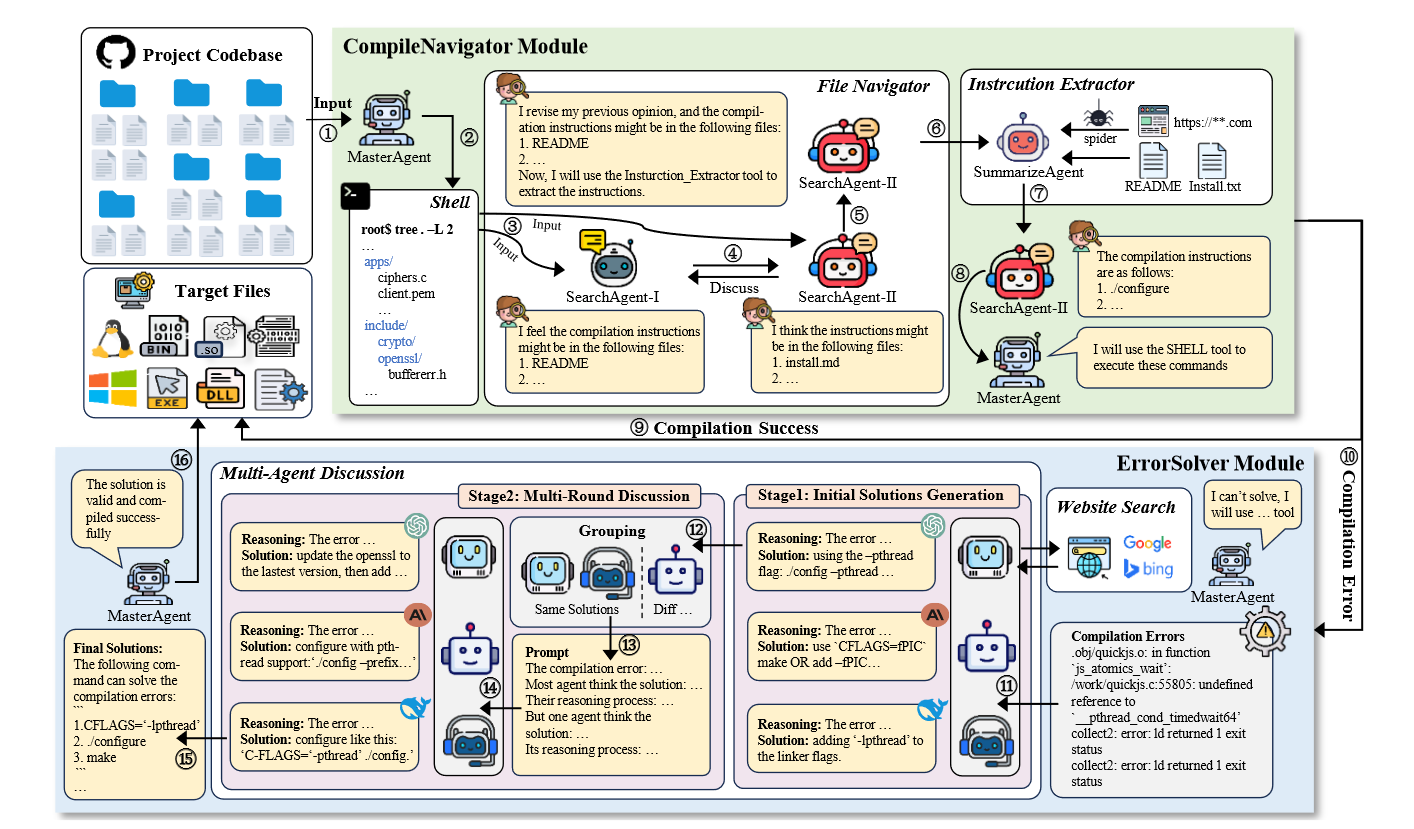 Project Codebase
Input
①
CompileNavigator Module
MasterAgent
②
Shell
root$ tree . –L 2
…
apps/
ciphers.c
client.pem
…
include/
crypto/
openssl/
buffererr.h
…
File Navigator
I revise my previous opinion, and the compil-
ation instructions might be in the following files:
1. README
2. …
Now, I will use the Insturction_Extractor tool to
extract the instructions.
SearchAgent-II
③
Input
Input
④
Discuss
⑤
SearchAgent-I
SearchAgent-II
I feel the compilation instructions
might be in the following files:
1. README
2. …
I think the instructions might
be in the following files:
1. install.md
2. …
⑥
Instrcution Extractor
SummarizeAgent
spider
https://**.com
README
Install.txt
⑦
⑧
SearchAgent-II
The compilation instructions
are as follows:
1. ./configure
2. …
MasterAgent
I will use the SHELL tool to
execute these commands
Target Files
BIN
.SO
EXE
DLL
⑨ Compilation Success
⑩ Compilation Error
ErrorSolver Module
⑯
The solution is
valid and com-
piled success-
fully
MasterAgent
Final Solutions:
The following com-
mand can solve the
compilation errors:
```
1.CFLAGS=‘-lpthread’
2. ./configure
3. make
```
…
⑮
Multi-Agent Discussion
Stage2: Multi-Round Discussion
Reasoning: The error …
Solution: update the openssl to
the lastest version, then add …
Reasoning: The error …
Solution: configure with pth-
read support:‘./config –prefix…’
Reasoning: The error …
Solution: configure like this:
‘C-FLAGS=‘-pthread’ ./config.’
Grouping
Same Solutions
Diff …
⑫
⑬
Prompt
The compilation error: …
Most agent think the solution: …
Their reasoning process: …
But one agent think the
solution: …
Its reasoning process: …
⑭
Stage1: Initial Solutions Generation
Reasoning: The error …
Solution: using the –pthread
flag: ./config –pthread …
Reasoning: The error …
Solution: use `CFLAGS=fPIC`
make OR add –fPIC…
Reasoning: The error …
Solution: adding ‘-lpthread’ to
the linker flags.
⑪
Website Search
Google
bing
I can’t solve, I
will use … tool
MasterAgent
Compilation Errors
.obj/quickjs.o: in function
`js_atomics_wait’:
/work/quickjs.c:55805: undefined
reference to
`__pthread_cond_timedwait64’
collect2: error: ld returned 1 exit
status
collect2: error: ld returned 1 exit
status